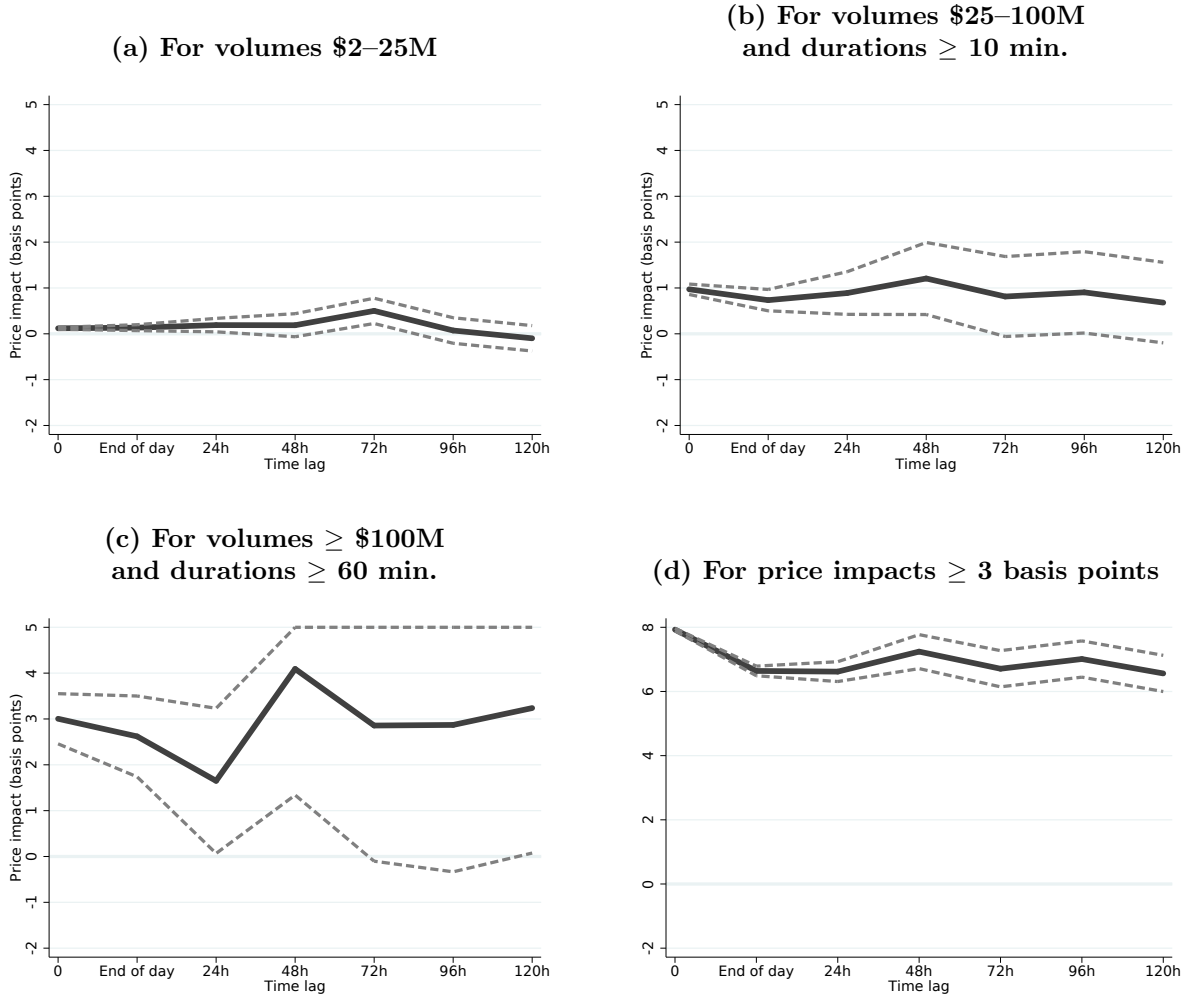 (a) For volumes $2–25M
5
4
3
2
1
0
-1
-2
Price impact (basis points)
0 End of day 24h 48h 72h 96h 120h
Time lag
(b) For volumes $25–100M
and durations ≥ 10 min.
5
4
3
2
1
0
-1
-2
Price impact (basis points)
0 End of day 24h 48h 72h 96h 120h
Time lag
(c) For volumes ≥ $100M
and durations ≥ 60 min.
5
4
3
2
1
0
-1
-2
Price impact (basis points)
0 End of day 24h 48h 72h 96h 120h
Time lag
(d) For price impacts ≥ 3 basis points
8
6
4
2
0
-2
0 End of day 24h 48h 72h 96h 120h
Time lag